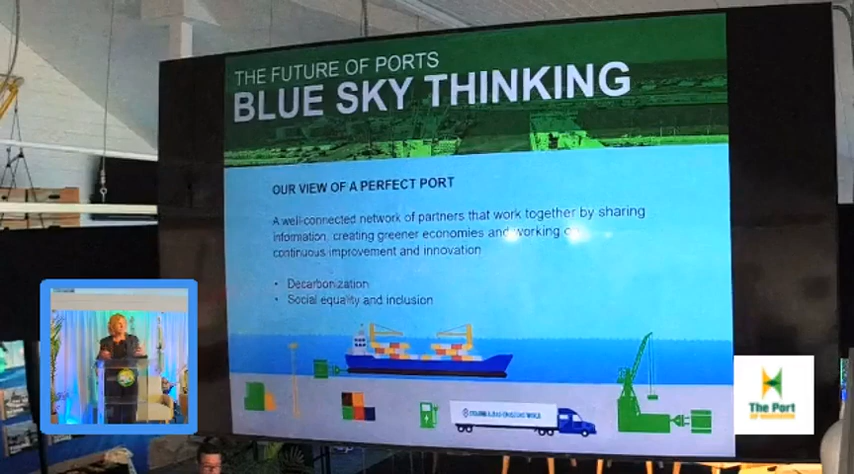 THE FUTURE OF PORTS
BLUE SKY THINKING
OUR VIEW OF A PERFECT PORT
A well-connected network of partners that work together by sharing
information, creating greener economies and working
continuous improvement and innovation
• Decarbonization
• Social equality and inclusion
The Port